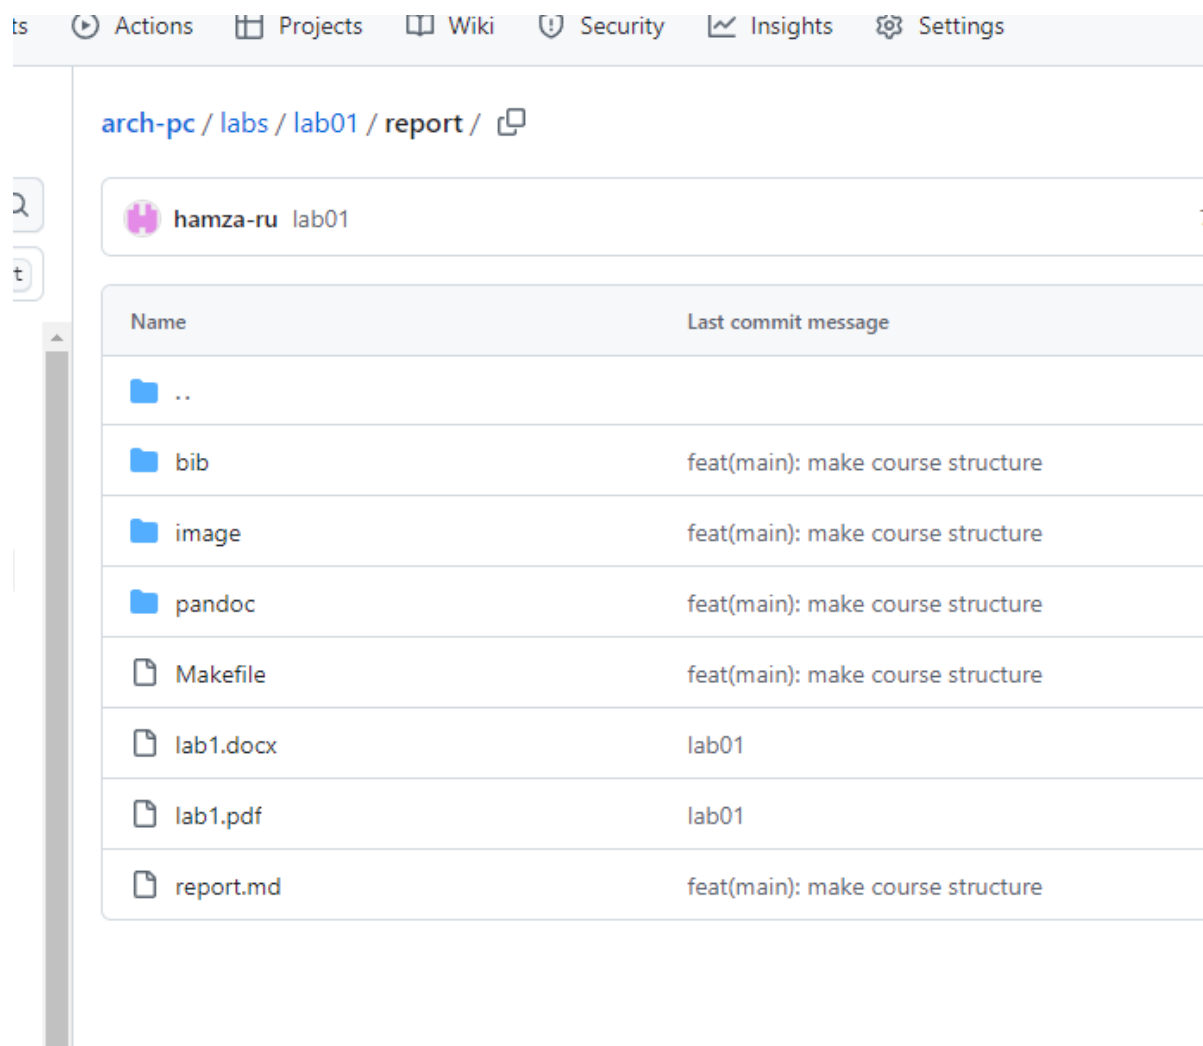 ts Actions Projects Wiki Security Insights Settings
arch-pc / labs / lab01 / report /
hamza-ru lab01
t
Name Last commit message
..
bib feat(main): make course structure
image feat(main): make course structure
pandoc feat(main): make course structure
Makefile feat(main): make course structure
lab1.docx lab01
lab1.pdf lab01
report.md feat(main): make course structure